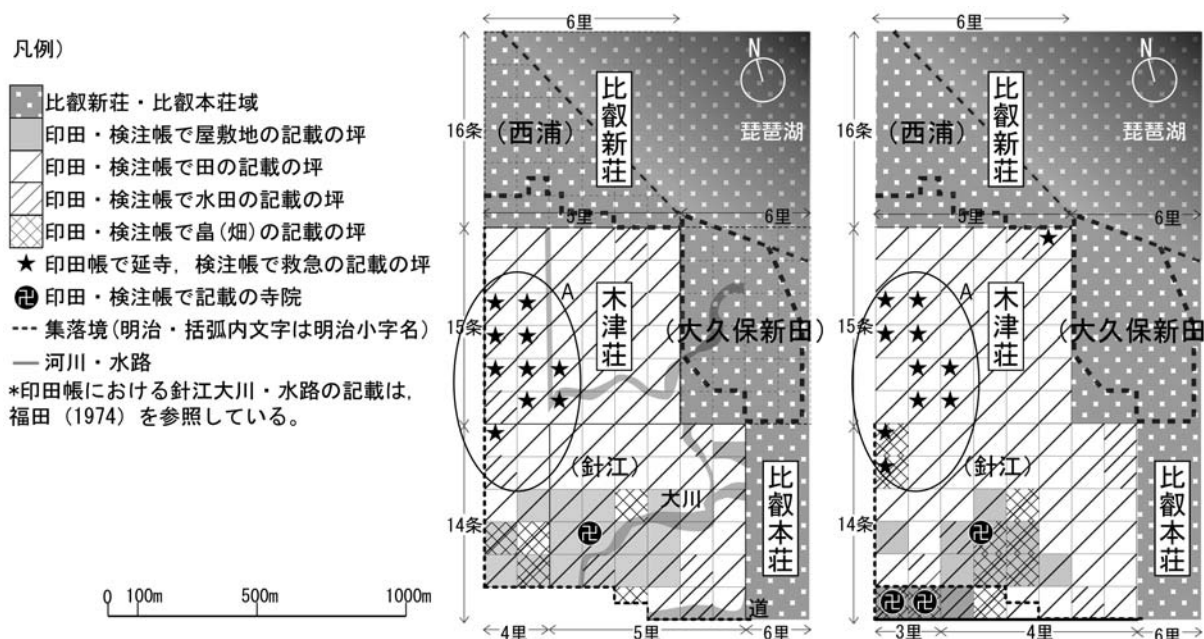 凡例)
比叡新荘・比叡本荘域
印田・検注帳で屋敷地の記載の坪
印田・検注帳で田の記載の坪
印田・検注帳で水田の記載の坪
印田・検注帳で畠(畑)の記載の坪
★ 印田帳で延寺，検注帳で救急の記載の坪
卍 印田・検注帳で記載の寺院
集落境(明治・括弧内文字は明治小字名)
河川・水路
*印田帳における針江大川・水路の記載は，
福田（1974）を参照している。
0 100m 500m 1000m
6里
N
琵琶湖
比叡新荘
(西浦)
16条
5里
6里
A
木津荘
(大久保新田)
15条
(針江)
大川
比叡本荘
14条
卍
道
4里
5里
6里
6里
N
琵琶湖
比叡新荘
(西浦)
16条
5里
6里
A
木津荘
(大久保新田)
15条
(針江)
比叡本荘
14条
卍
卍 卍
3里
4里
6里